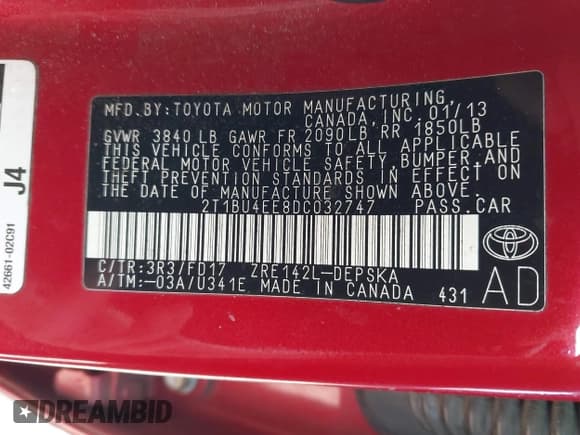 MFD. BY: TOYOTA MOTOR MANUFACTURING,
CANADA, INC. 01/13
GVWR 3840LB GAWR FR 2090LB RR 1850LB
THIS VEHICLE CONFORMS TO ALL APPLICABLE
FEDERAL MOTOR VEHICLE SAFETY, BUMPER, AND
THEFT PREVENTION STANDARDS IN EFFECT ON
THE DATE OF MANUFACTURE SHOWN ABOVE.
2T1BU4EE8DC032747 PASS. CAR
C/TR: 3R3/FD17 ZRE142L-DEPSKA
A/TM: -03A/U341E MADE IN CANADA 431
AD
TOYOTA
J4
42661-02C91
DREAMBID